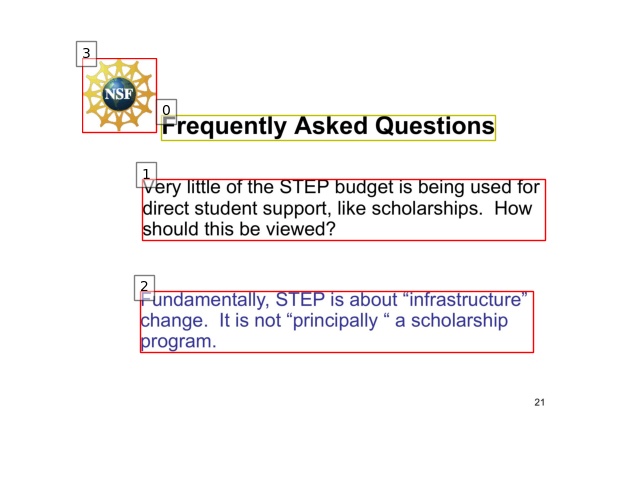 3
NSF
0
Frequently Asked Questions
1
Very little of the STEP budget is being used for
direct student support, like scholarships.  How
should this be viewed?
2
Fundamentally, STEP is about “infrastructure”
change.  It is not “principally “ a scholarship
program.
21